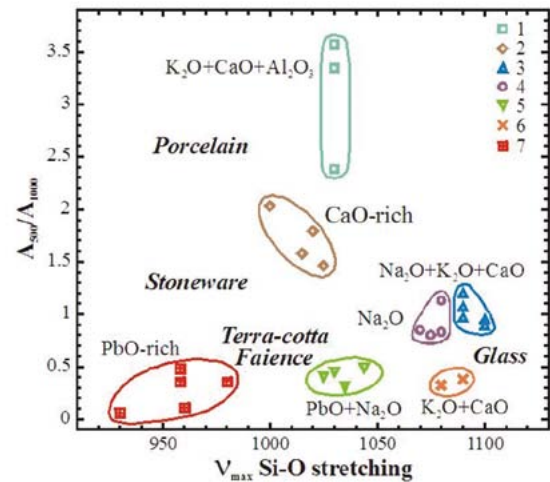 K₂O+CaO+Al₂O₃
1
2
3
4
5
6
7
Porcelain
CaO-rich
Stoneware
Na₂O+K₂O+CaO
Na₂O
Terra-cotta
Faience
Glass
PbO-rich
PbO+Na₂O
K₂O+CaO
A₅₀₀/A₁₀₀₀
3.5
3
2.5
2
1.5
1
0.5
0
950
1000
1050
1100
ν_max Si-O stretching